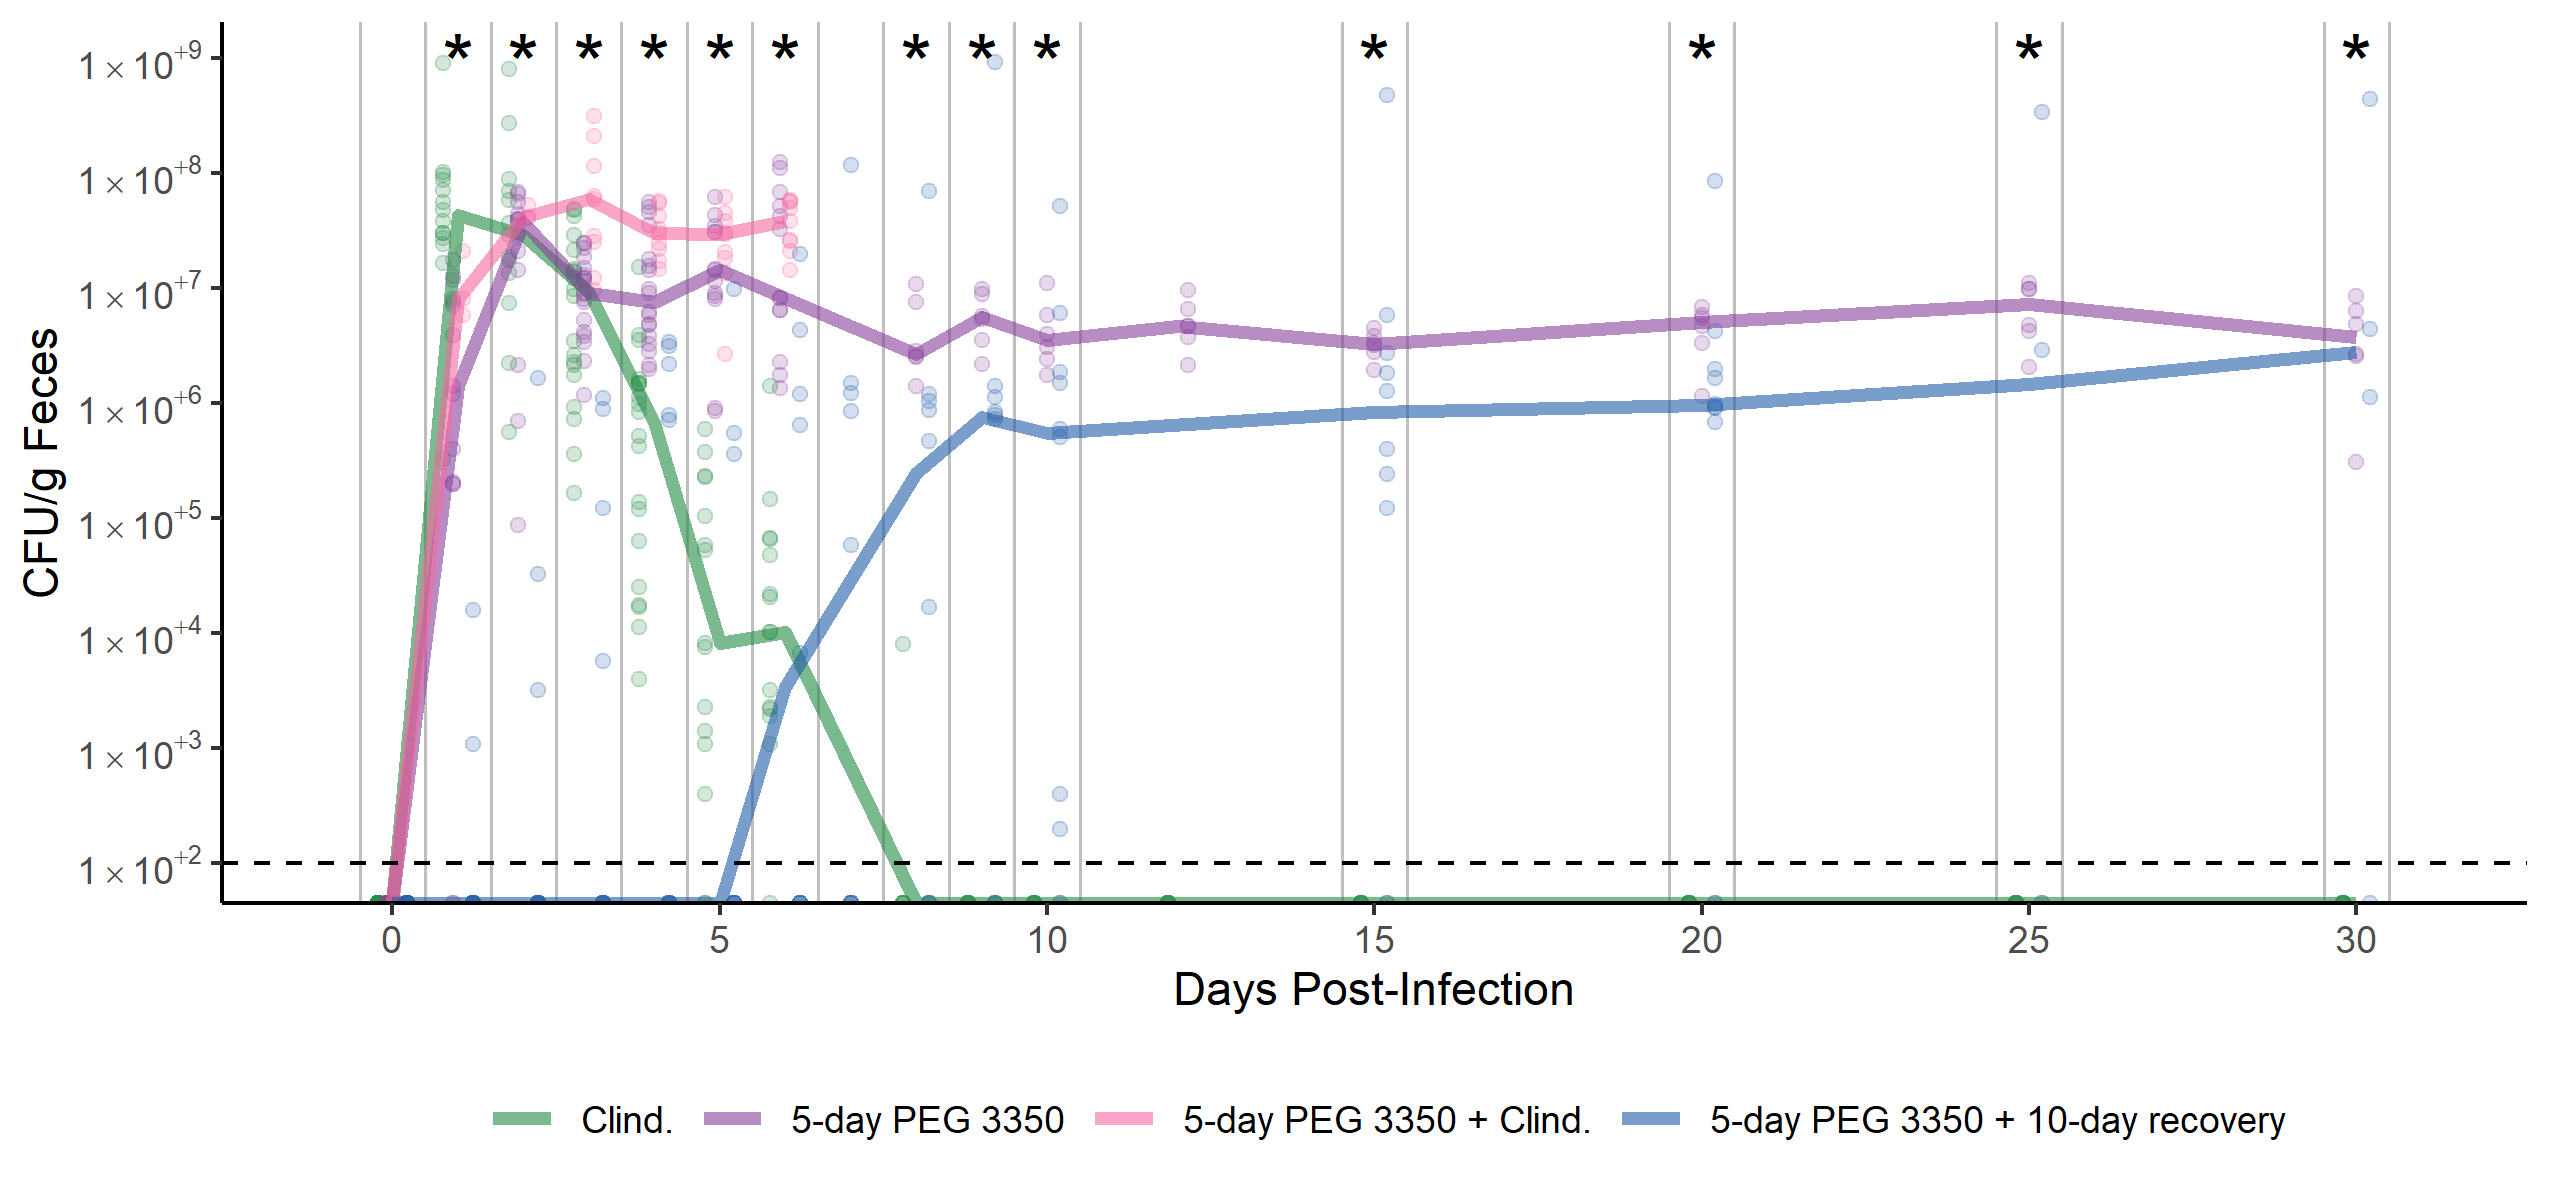 * * * * * * * * * * * * *
1 × 10⁺⁹
1 × 10⁺⁸
1 × 10⁺⁷
1 × 10⁺⁶
1 × 10⁺⁵
1 × 10⁺⁴
1 × 10⁺³
1 × 10⁺²
CFU/g Feces
0 5 10 15 20 25 30
Days Post-Infection
Clind. 5-day PEG 3350 5-day PEG 3350 + Clind. 5-day PEG 3350 + 10-day recovery